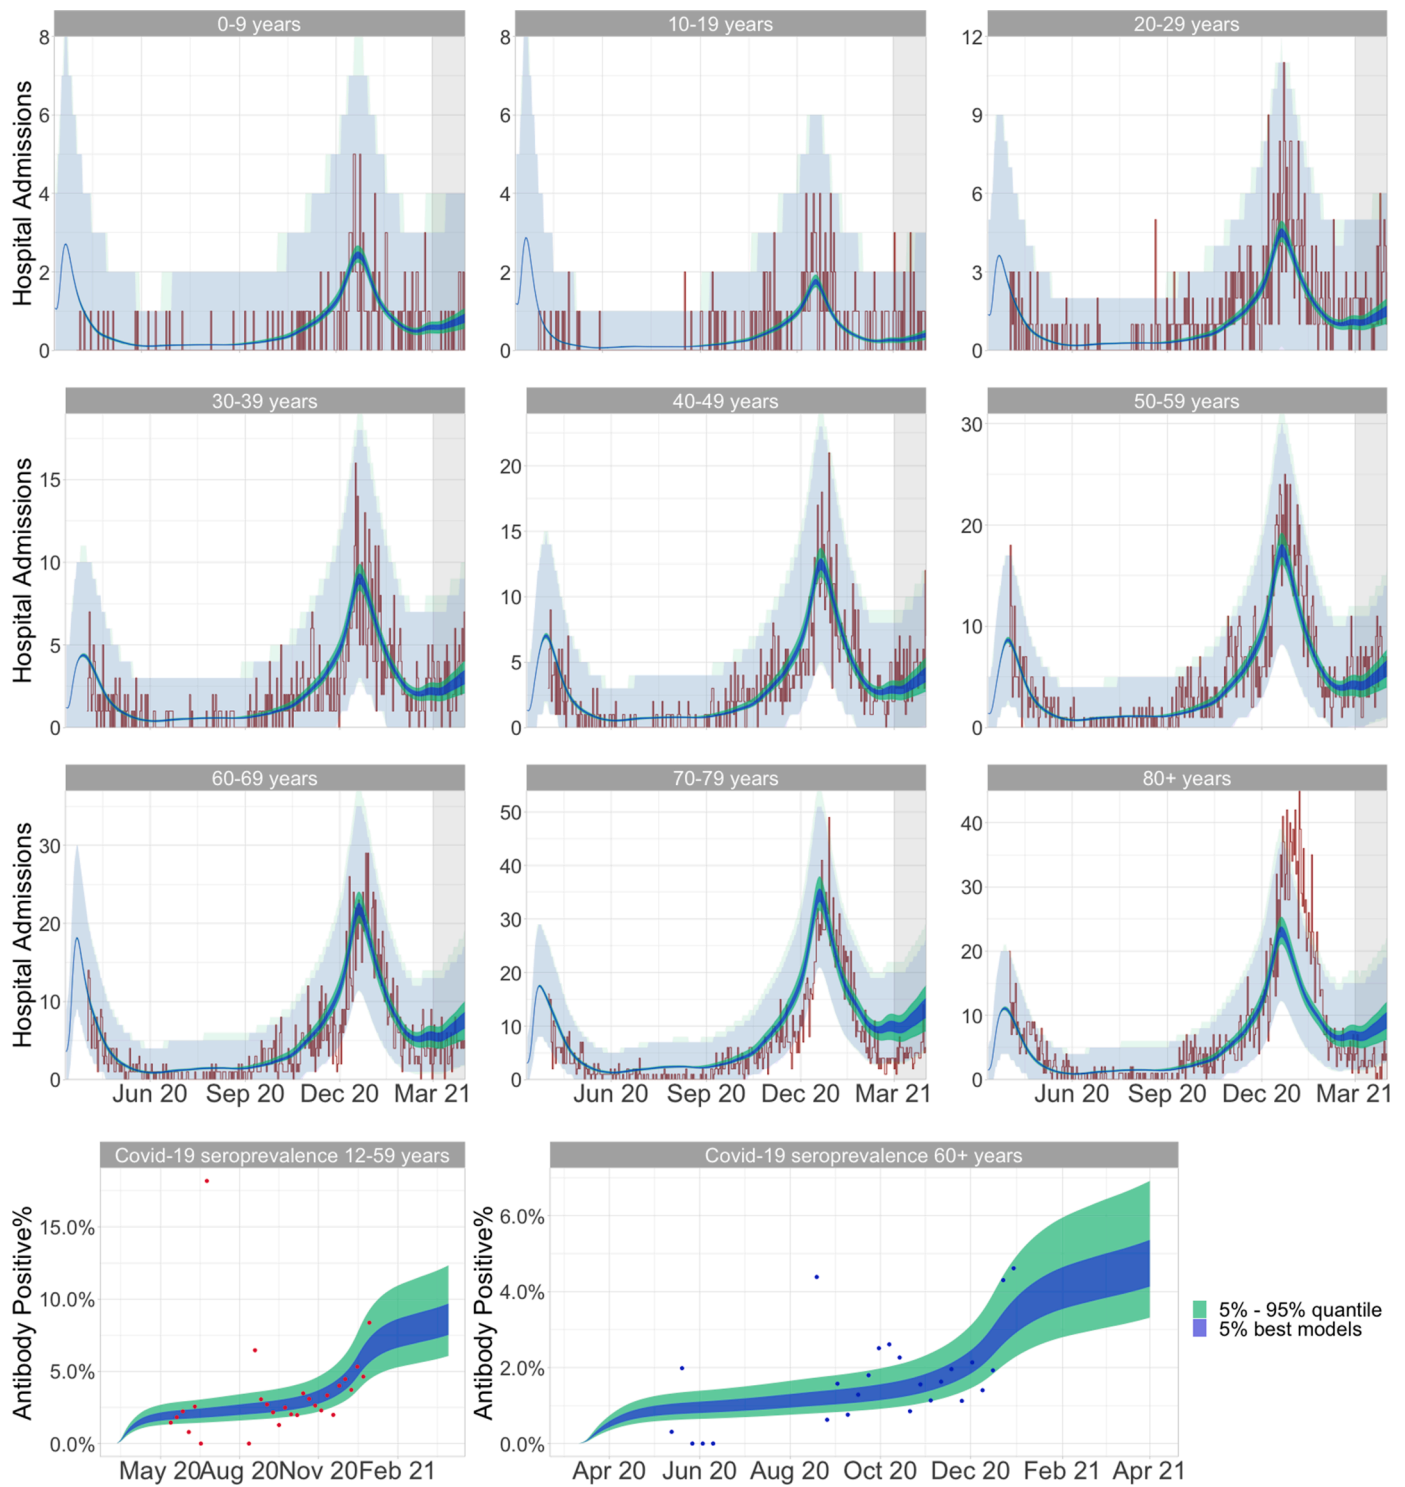 0-9 years
10-19 years
20-29 years
Hospital Admissions
8
6
4
2
0
8
6
4
2
0
12
9
6
3
0
30-39 years
40-49 years
50-59 years
Hospital Admissions
15
10
5
0
20
15
10
5
0
30
20
10
0
60-69 years
70-79 years
80+ years
Hospital Admissions
30
20
10
0
50
40
30
20
10
0
40
30
20
10
0
Jun 20 Sep 20 Dec 20 Mar 21
Jun 20 Sep 20 Dec 20 Mar 21
Jun 20 Sep 20 Dec 20 Mar 21
Covid-19 seroprevalence 12-59 years
Covid-19 seroprevalence 60+ years
Antibody Positive%
15.0%
10.0%
5.0%
0.0%
Antibody Positive%
6.0%
4.0%
2.0%
0.0%
5% - 95% quantile
5% best models
May 20 Aug 20 Nov 20 Feb 21
Apr 20 Jun 20 Aug 20 Oct 20 Dec 20 Feb 21 Apr 21